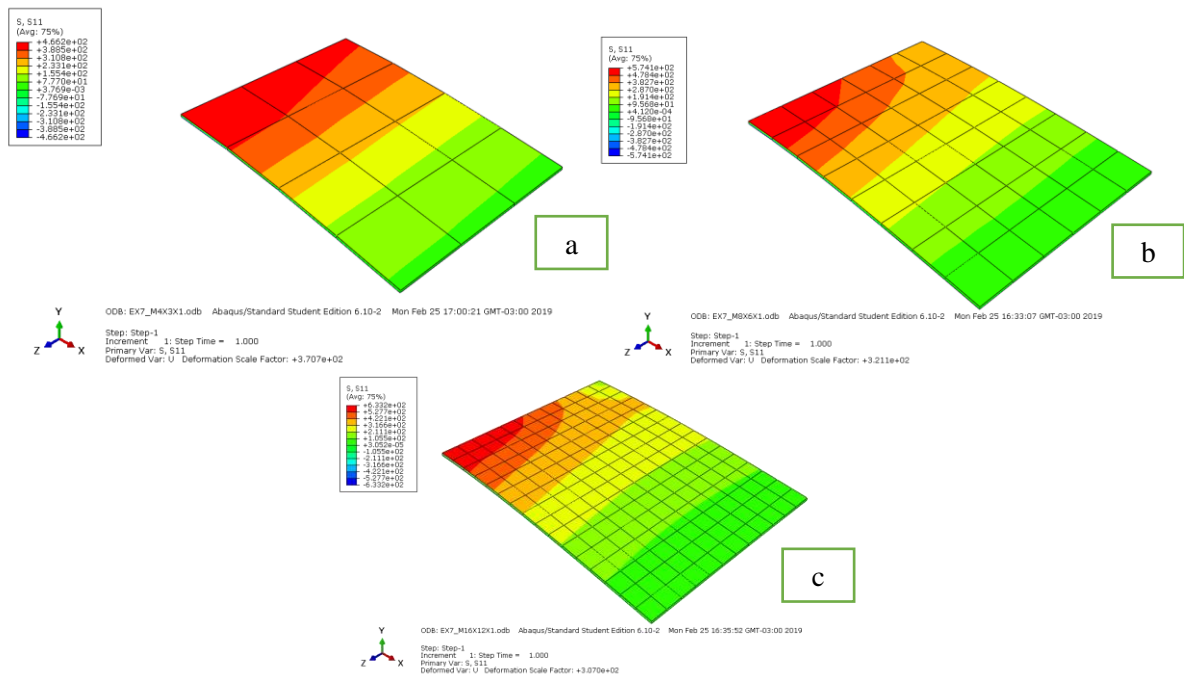 S, S11
(Avg: 75%)
+4.662e+02
+3.885e+02
+3.108e+02
+2.331e+02
+1.554e+02
+7.770e+01
+3.769e-03
-7.769e+01
-1.554e+02
-2.331e+02
-3.108e+02
-3.885e+02
-4.662e+02
a
Y
Z
X
ODB: EX7_M4X3X1.odb Abaqus/Standard Student Edition 6.10-2 Mon Feb 25 17:00:21 GMT-03:00 2019
Step: Step-1
Increment 1: Step Time = 1.000
Primary Var: S, S11
Deformed Var: U Deformation Scale Factor: +3.707e+02
S, S11
(Avg: 75%)
+5.741e+02
+4.784e+02
+3.827e+02
+2.870e+02
+1.914e+02
+9.568e+01
+4.120e-04
-9.568e+01
-1.914e+02
-2.870e+02
-3.827e+02
-4.784e+02
-5.741e+02
b
Y
Z
X
ODB: EX7_M8X6X1.odb Abaqus/Standard Student Edition 6.10-2 Mon Feb 25 16:33:07 GMT-03:00 2019
Step: Step-1
Increment 1: Step Time = 1.000
Primary Var: S, S11
Deformed Var: U Deformation Scale Factor: +3.211e+02
S, S11
(Avg: 75%)
+6.332e+02
+5.277e+02
+4.221e+02
+3.166e+02
+2.111e+02
+1.055e+02
+3.052e-05
-1.055e+02
-2.111e+02
-3.166e+02
-4.221e+02
-5.277e+02
-6.332e+02
c
Y
Z
X
ODB: EX7_M16X12X1.odb Abaqus/Standard Student Edition 6.10-2 Mon Feb 25 16:35:52 GMT-03:00 2019
Step: Step-1
Increment 1: Step Time = 1.000
Primary Var: S, S11
Deformed Var: U Deformation Scale Factor: +3.070e+02